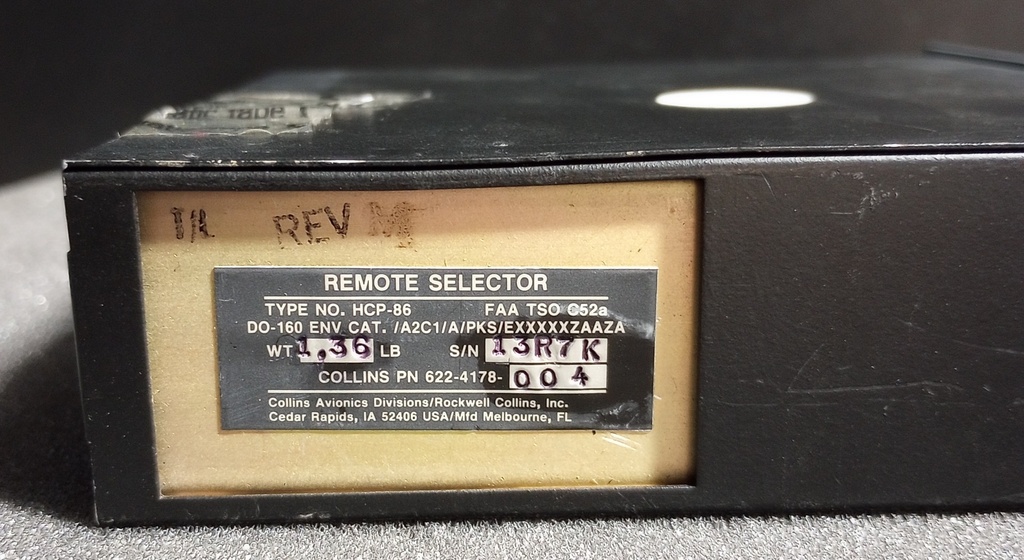 T/L REV M
REMOTE SELECTOR
TYPE NO. HCP-86 FAA TSO C52a
DO-160 ENV CAT. /A2C1/A/PKS/EXXXXXZAAZA
WT 1.36 LB S/N 13R7K
COLLINS PN 622-4178- 004
Collins Avionics Divisions/Rockwell Collins, Inc.
Cedar Rapids, IA 52406 USA/Mfd Melbourne, FL